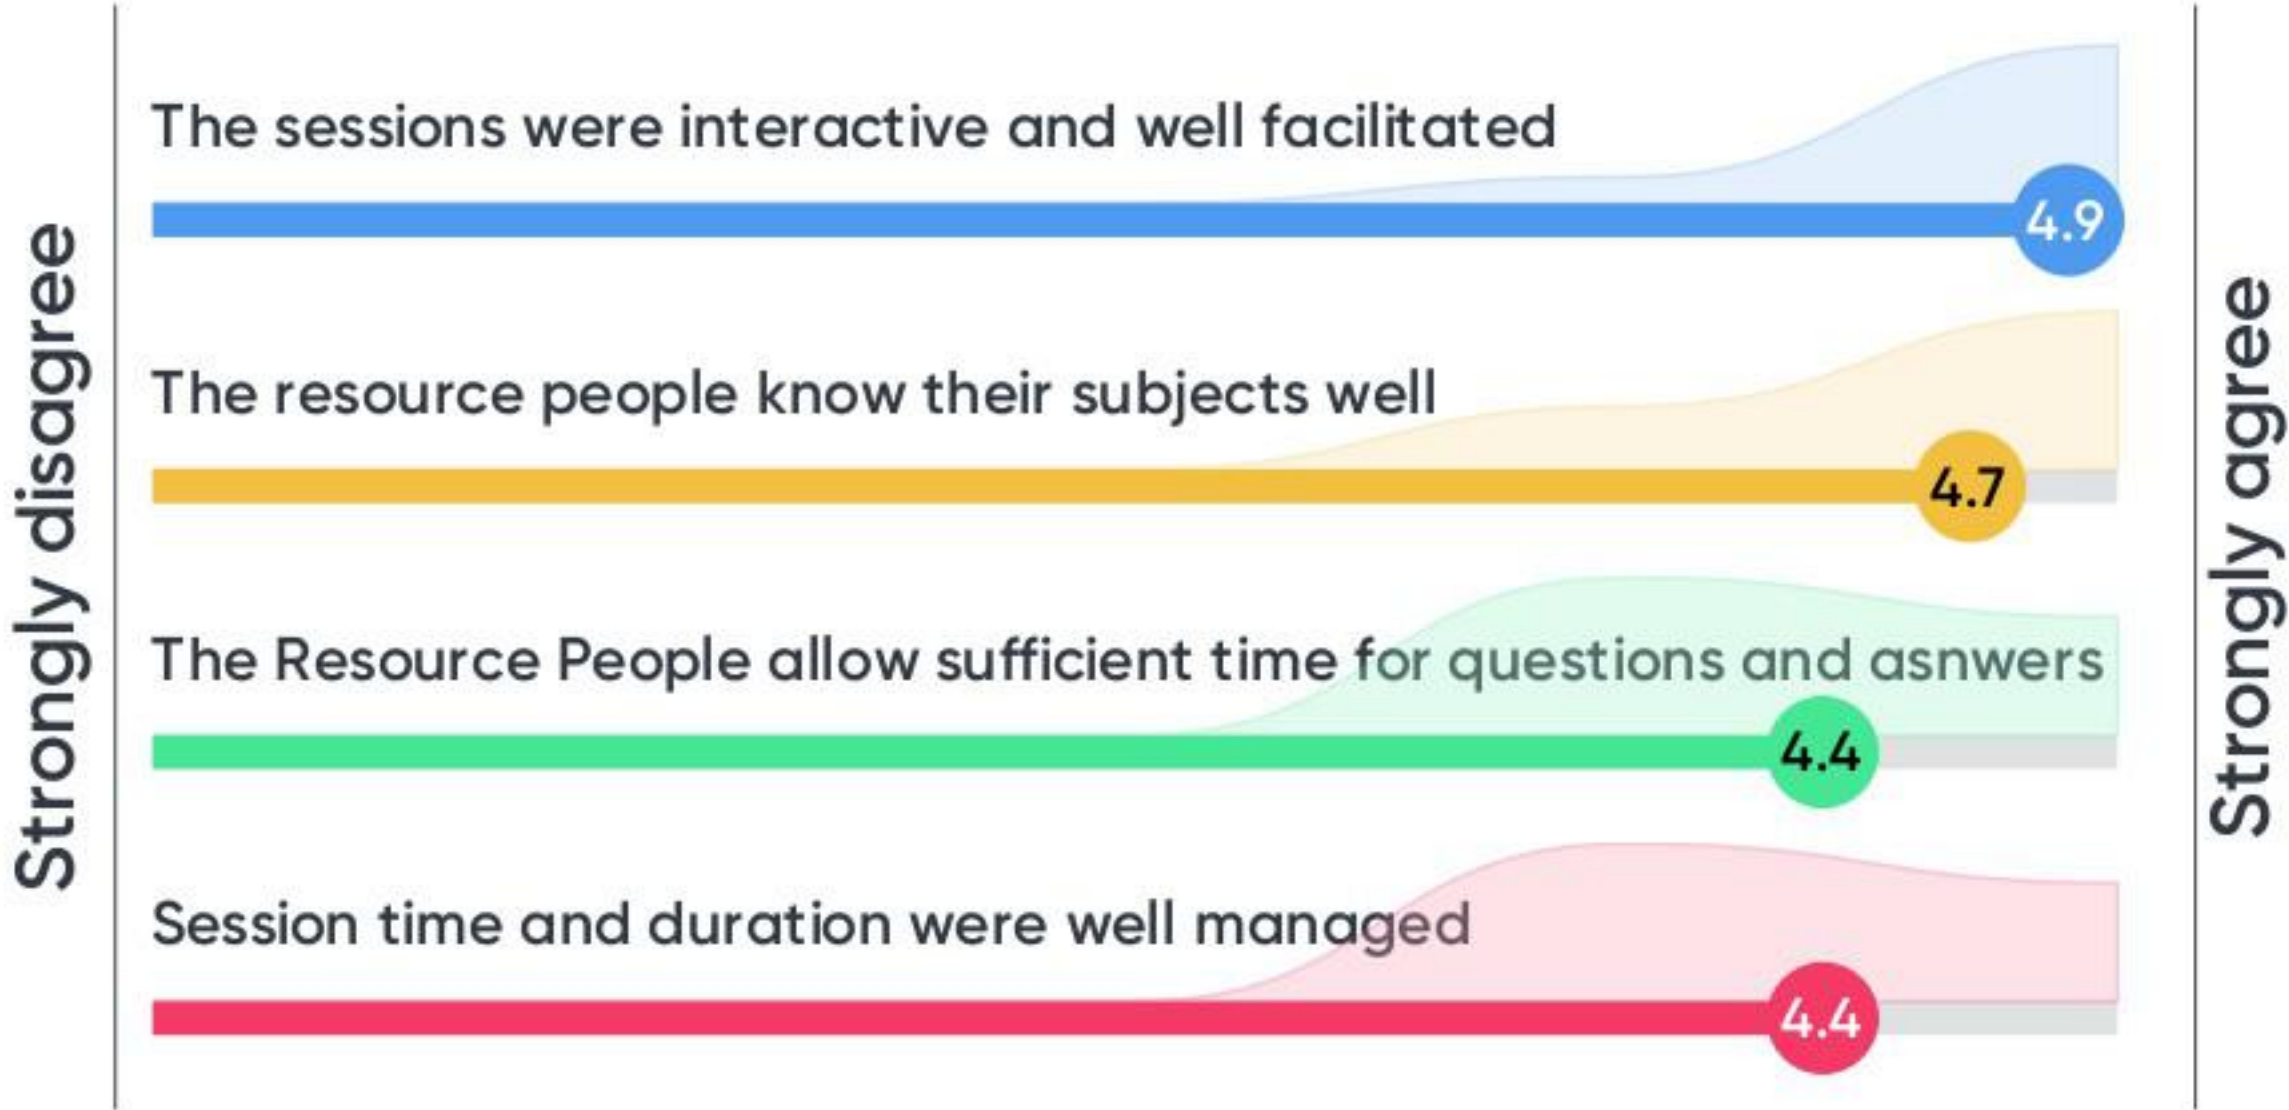 Strongly disagree
The sessions were interactive and well facilitated
4.9
The resource people know their subjects well
4.7
The Resource People allow sufficient time for questions and asnwers
4.4
Session time and duration were well managed
4.4
Strongly agree